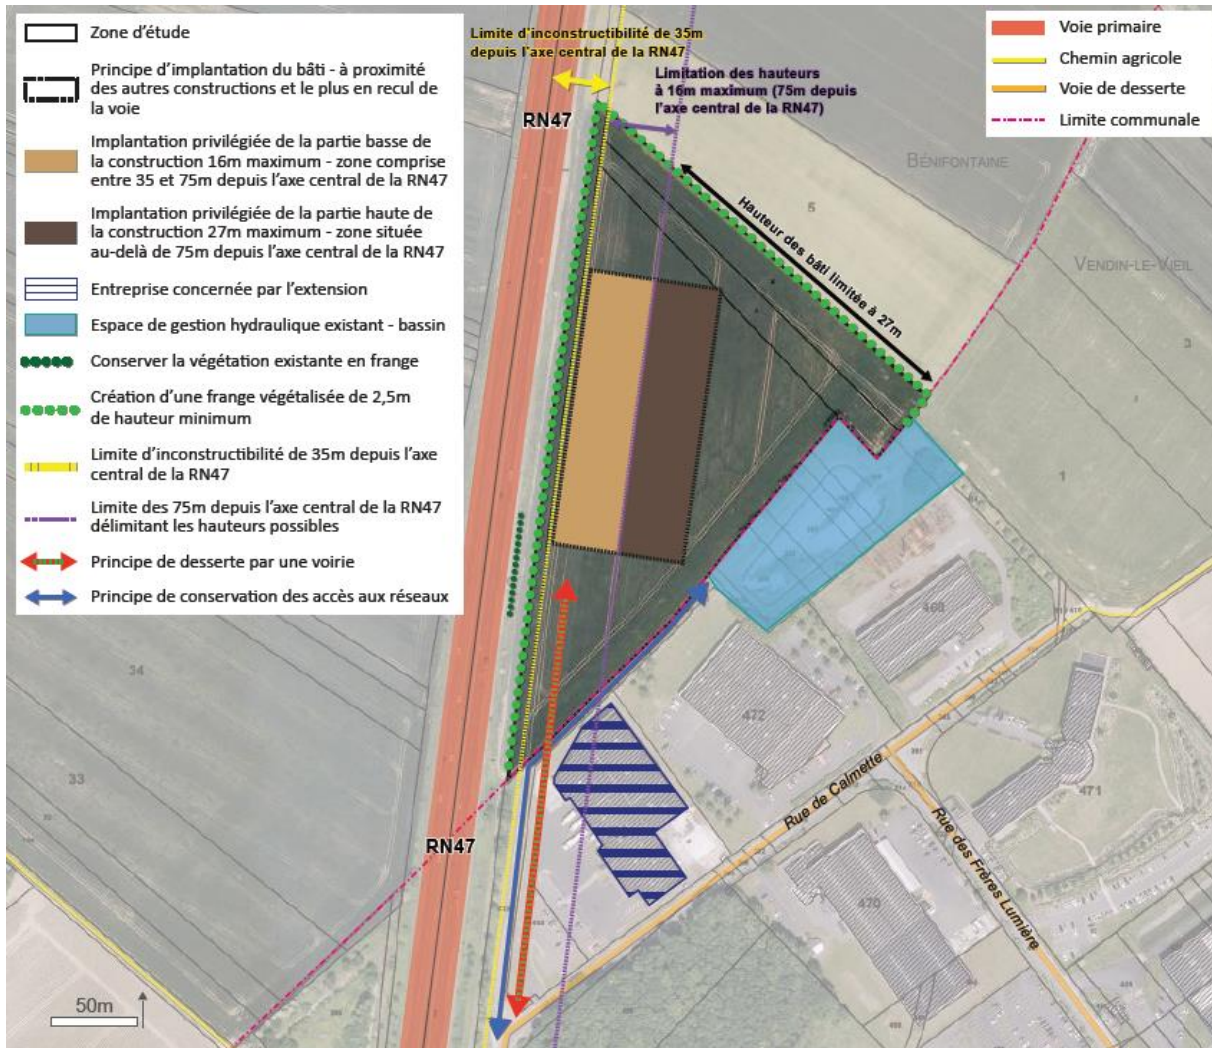 Zone d'étude
Principe d'implantation du bâti - à proximité
des autres constructions et le plus en recul de
la voie
Implantation privilégiée de la partie basse de
la construction 16m maximum - zone comprise
entre 35 et 75m depuis l'axe central de la RN47
Implantation privilégiée de la partie haute de
la construction 27m maximum - zone située
au-delà de 75m depuis l'axe central de la RN47
Entreprise concernée par l'extension
Espace de gestion hydraulique existant - bassin
Conserver la végétation existante en frange
Création d'une frange végétalisée de 2,5m
de hauteur minimum
Limite d'inconstructibilité de 35m depuis l'axe
central de la RN47
Limite des 75m depuis l'axe central de la RN47
délimitant les hauteurs possibles
Principe de desserte par une voirie
Principe de conservation des accès aux réseaux
Limite d'inconstructibilité de 35m
depuis l'axe central de la RN47
Limitation des hauteurs
à 16m maximum (75m depuis
l'axe central de la RN47)
RN47
Voie primaire
Chemin agricole
Voie de desserte
Limite communale
BÉNIFONTAINE
5
Hauteur des bâti limitée à 27m
VENDIN-LE-VIEIL
3
1
34
33
468
472
471
470
Rue de Calmette
Rue des Frères Lumière
RN47
50m